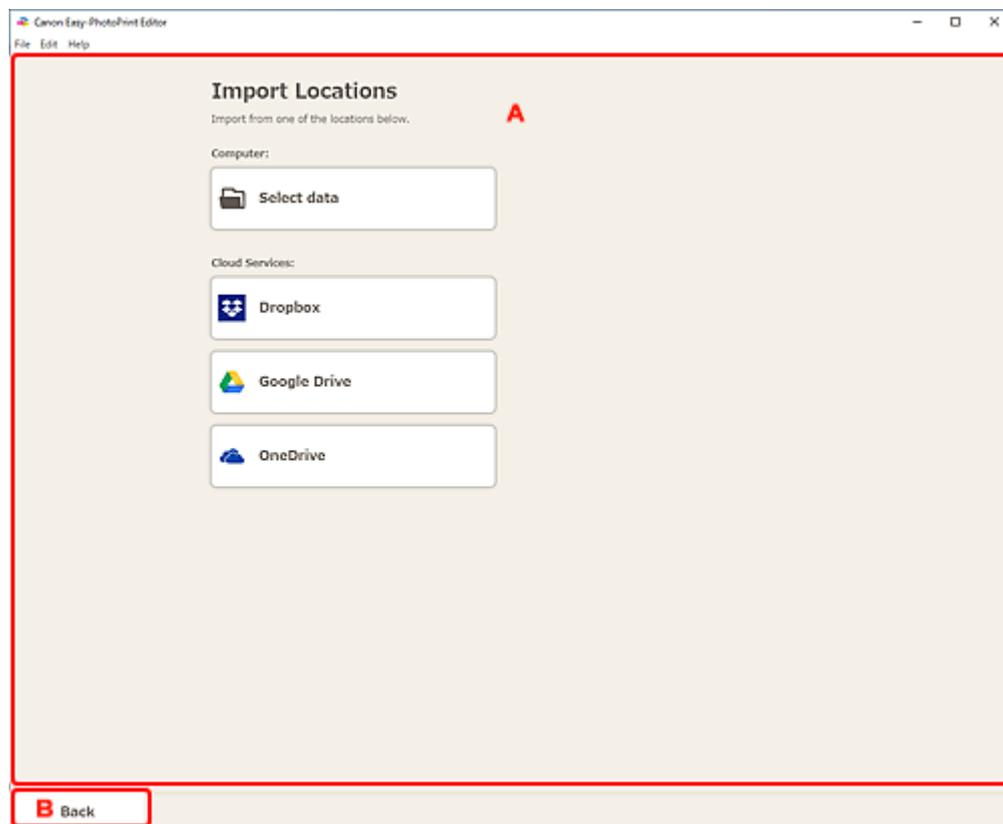 Canon Easy-PhotoPrint Editor
File Edit Help
Import Locations
Import from one of the locations below.
A
Computer:
Select data
Cloud Services:
Dropbox
Google Drive
OneDrive
B Back